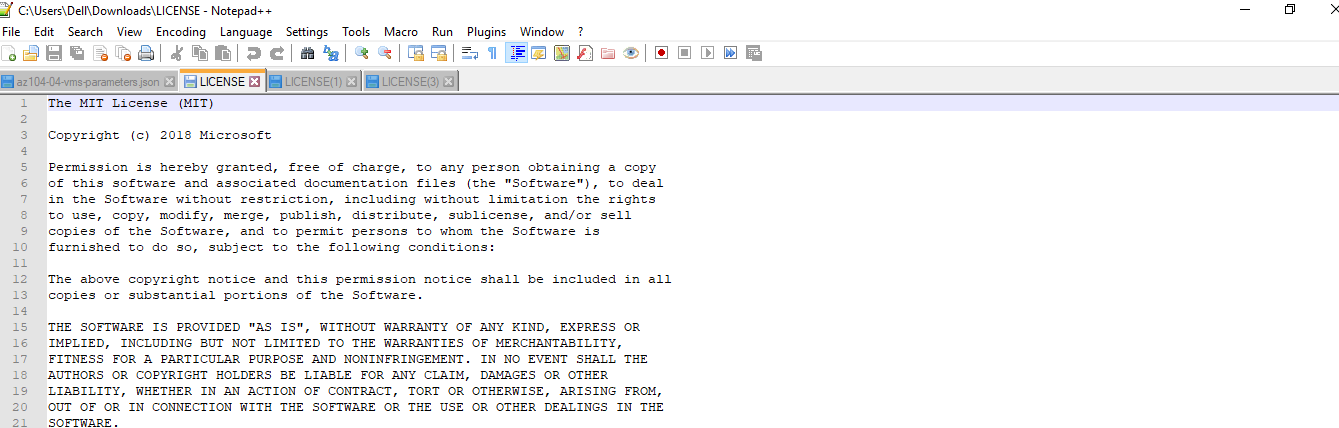 C:\Users\Dell\Downloads\LICENSE - Notepad++
File Edit Search View Encoding Language Settings Tools Macro Run Plugins Window ?
az104-04-vms-parameters.json LICENSE LICENSE(1) LICENSE(3)
1 The MIT License (MIT)
2
3 Copyright (c) 2018 Microsoft
4
5 Permission is hereby granted, free of charge, to any person obtaining a copy
6 of this software and associated documentation files (the "Software"), to deal
7 in the Software without restriction, including without limitation the rights
8 to use, copy, modify, merge, publish, distribute, sublicense, and/or sell
9 copies of the Software, and to permit persons to whom the Software is
10 furnished to do so, subject to the following conditions:
11
12 The above copyright notice and this permission notice shall be included in all
13 copies or substantial portions of the Software.
14
15 THE SOFTWARE IS PROVIDED "AS IS", WITHOUT WARRANTY OF ANY KIND, EXPRESS OR
16 IMPLIED, INCLUDING BUT NOT LIMITED TO THE WARRANTIES OF MERCHANTABILITY,
17 FITNESS FOR A PARTICULAR PURPOSE AND NONINFRINGEMENT. IN NO EVENT SHALL THE
18 AUTHORS OR COPYRIGHT HOLDERS BE LIABLE FOR ANY CLAIM, DAMAGES OR OTHER
19 LIABILITY, WHETHER IN AN ACTION OF CONTRACT, TORT OR OTHERWISE, ARISING FROM,
20 OUT OF OR IN CONNECTION WITH THE SOFTWARE OR THE USE OR OTHER DEALINGS IN THE
21 SOFTWARE.